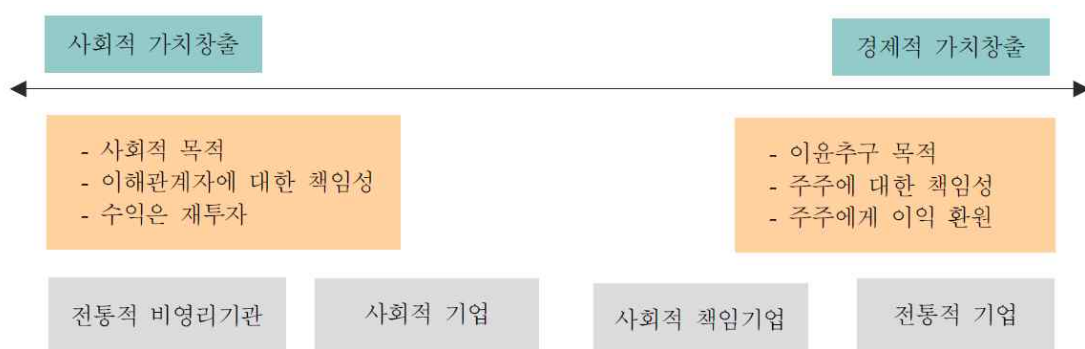 사회적 가치창출
경제적 가치창출
- 사회적 목적
- 이해관계자에 대한 책임성
- 수익은 재투자
- 이윤추구 목적
- 주주에 대한 책임성
- 주주에게 이익 환원
전통적 비영리기관
사회적 기업
사회적 책임기업
전통적 기업